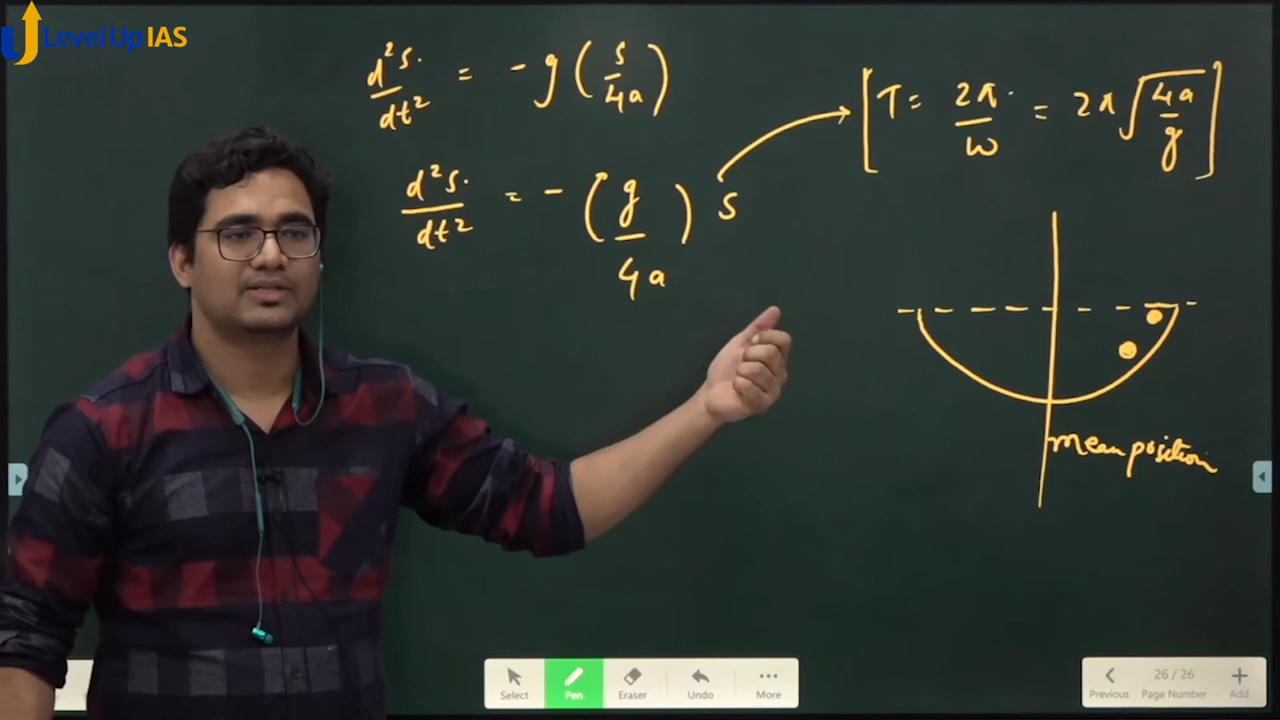 Level Up IAS
d²s/dt² = -g(s/4a)
[T = 2π/ω = 2π√(4a/g)]
d²s/dt² = -(g/4a) s
mean position
Select
Pen
Eraser
Undo
More
Previous
26 / 26
Page Number
Add